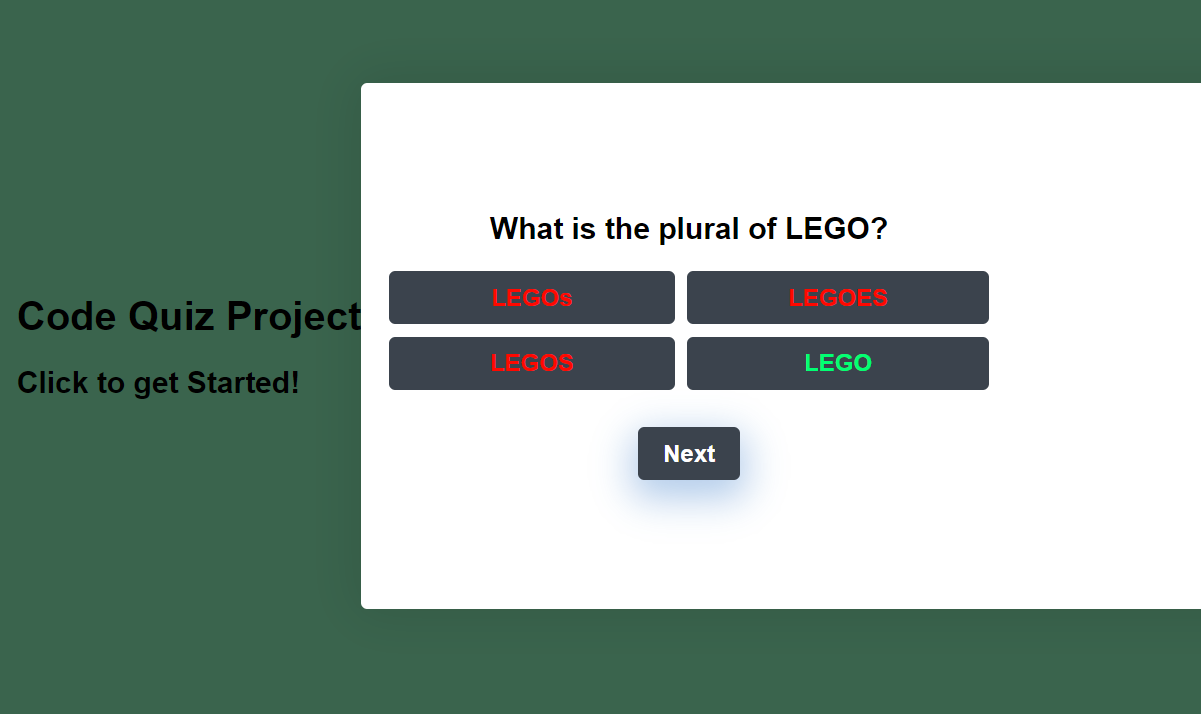 Code Quiz Project
Click to get Started!
What is the plural of LEGO?
LEGOs
LEGOES
LEGOS
LEGO
Next